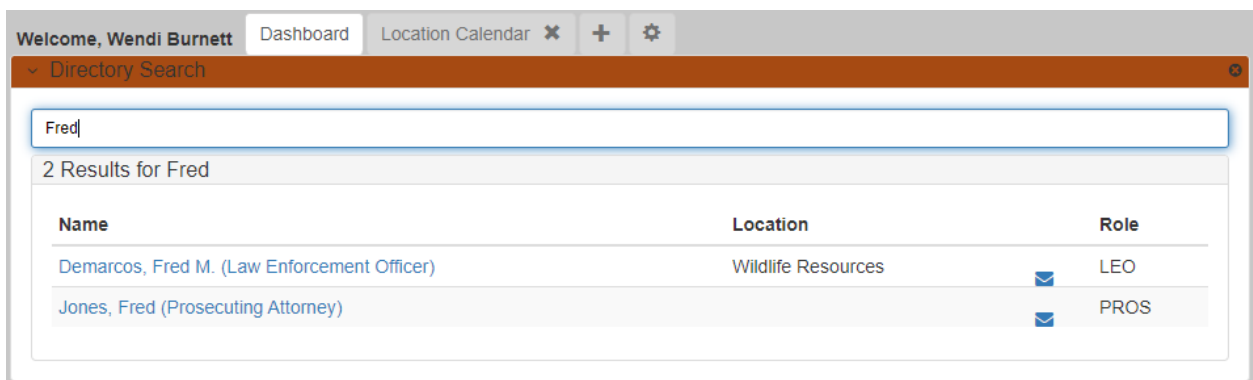 Welcome, Wendi Burnett Dashboard Location Calendar
Directory Search
Fred
2 Results for Fred
Name Location Role
Demarcos, Fred M. (Law Enforcement Officer) Wildlife Resources LEO
Jones, Fred (Prosecuting Attorney) PROS